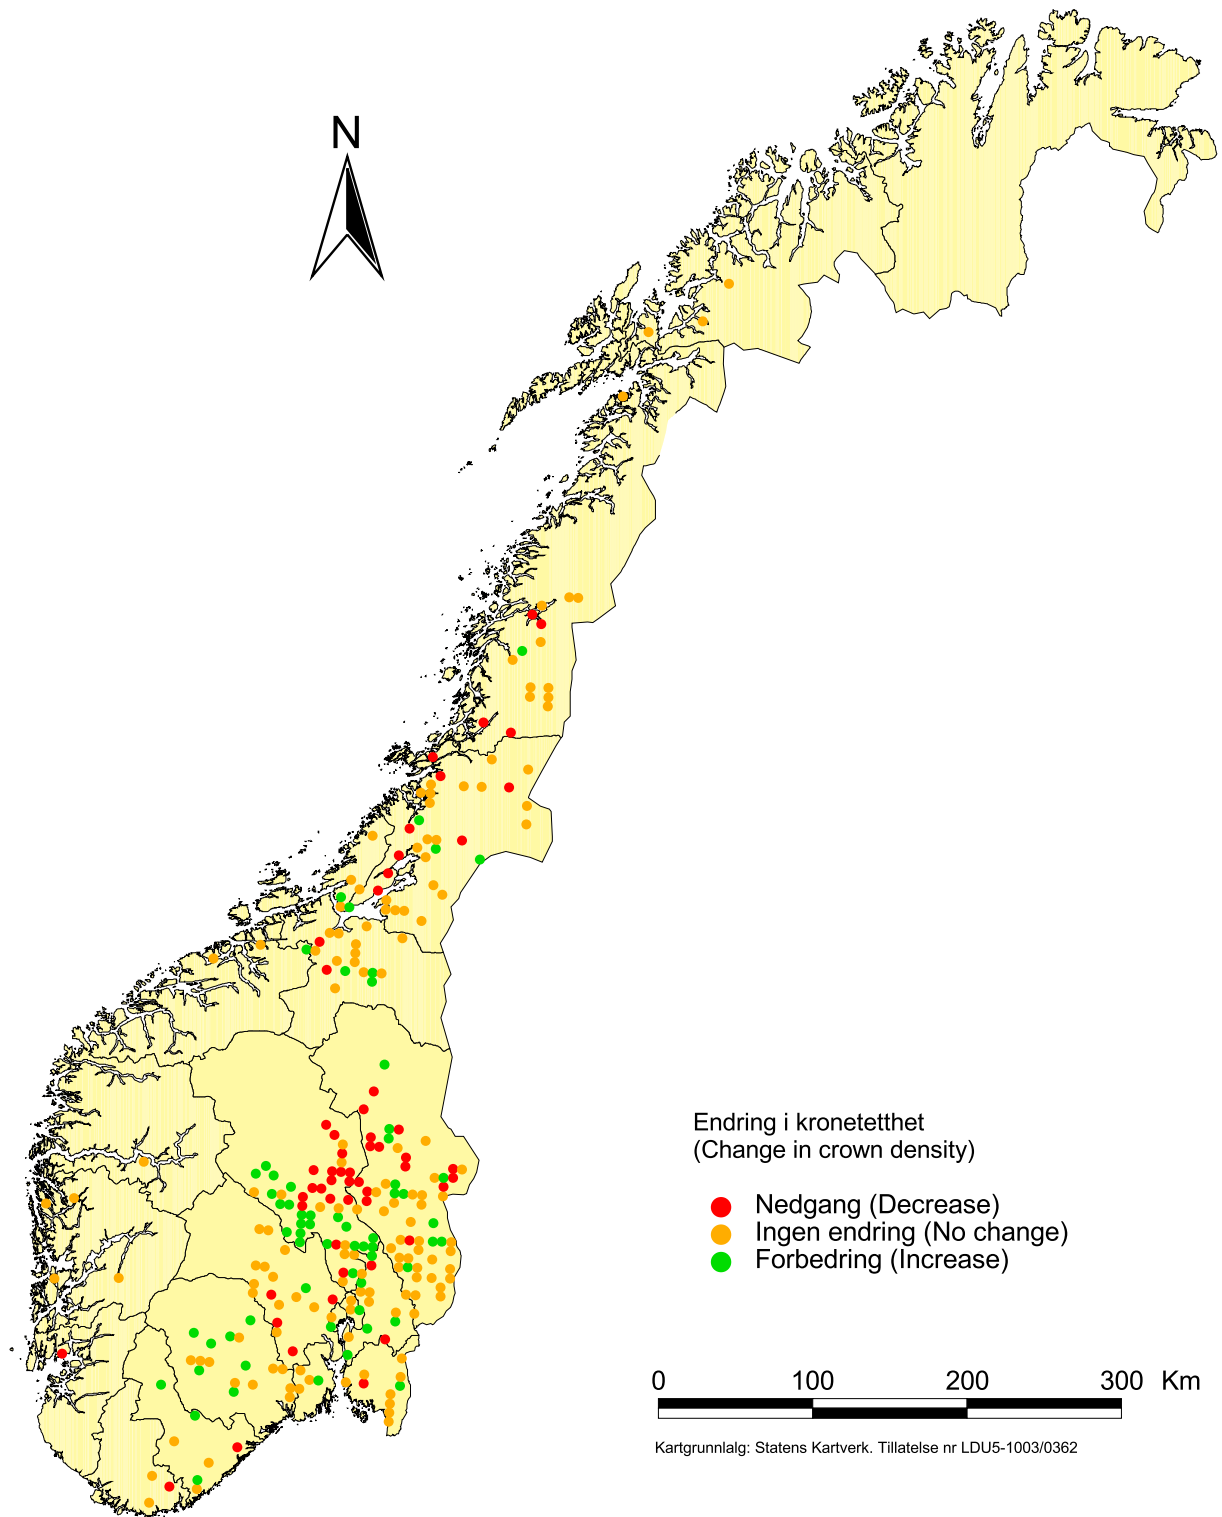 N
Endring i kronetetthet
(Change in crown density)
Nedgang (Decrease)
Ingen endring (No change)
Forbedring (Increase)
0 100 200 300 Km
Kartgrunnlalg: Statens Kartverk. Tillatelse nr LDU5-1003/0362